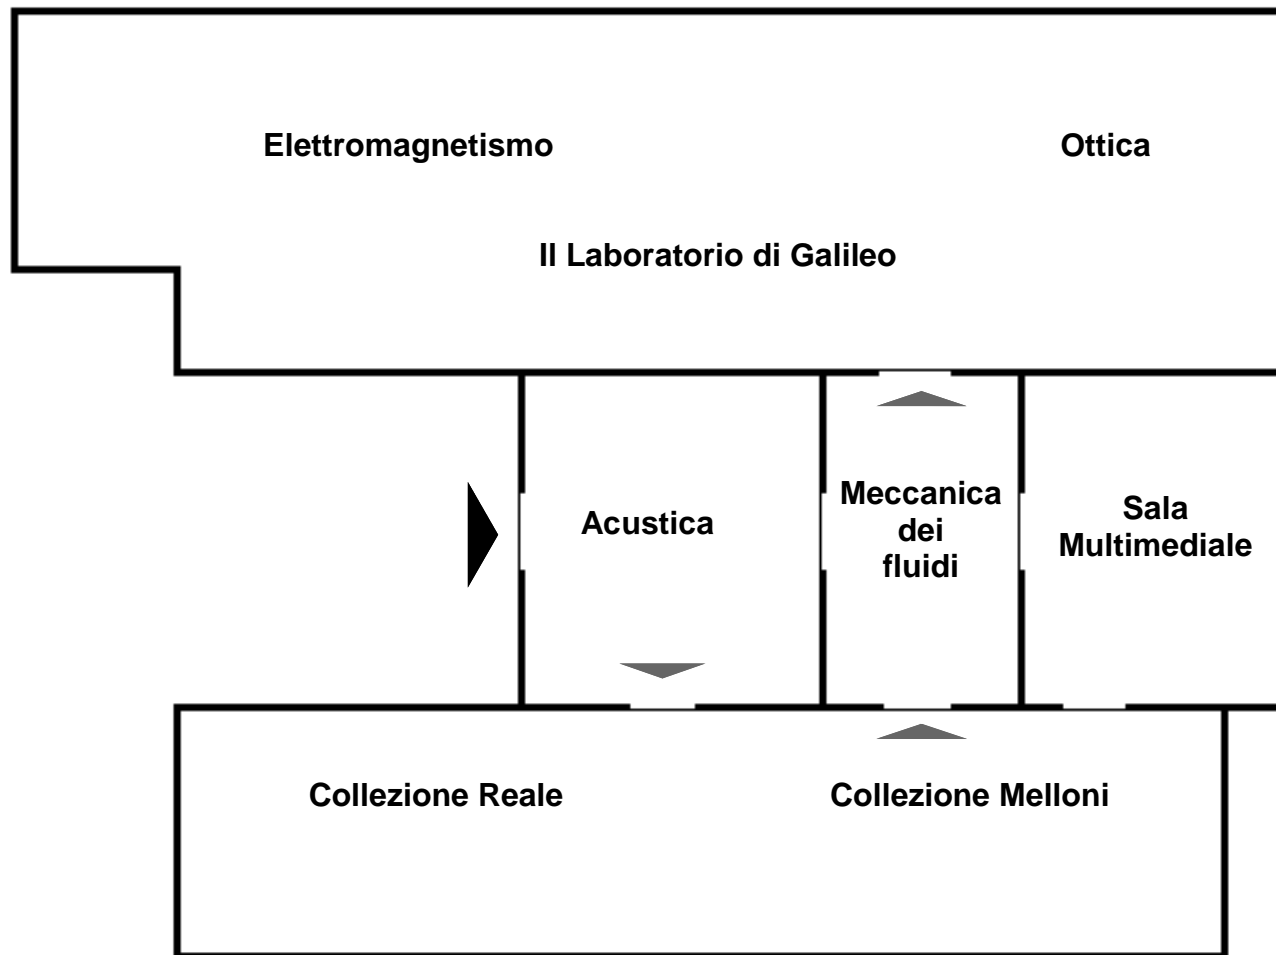 Elettromagnetismo
Ottica
Il Laboratorio di Galileo
Acustica
Meccanica
dei
fluidi
Sala
Multimediale
Collezione Reale
Collezione Melloni